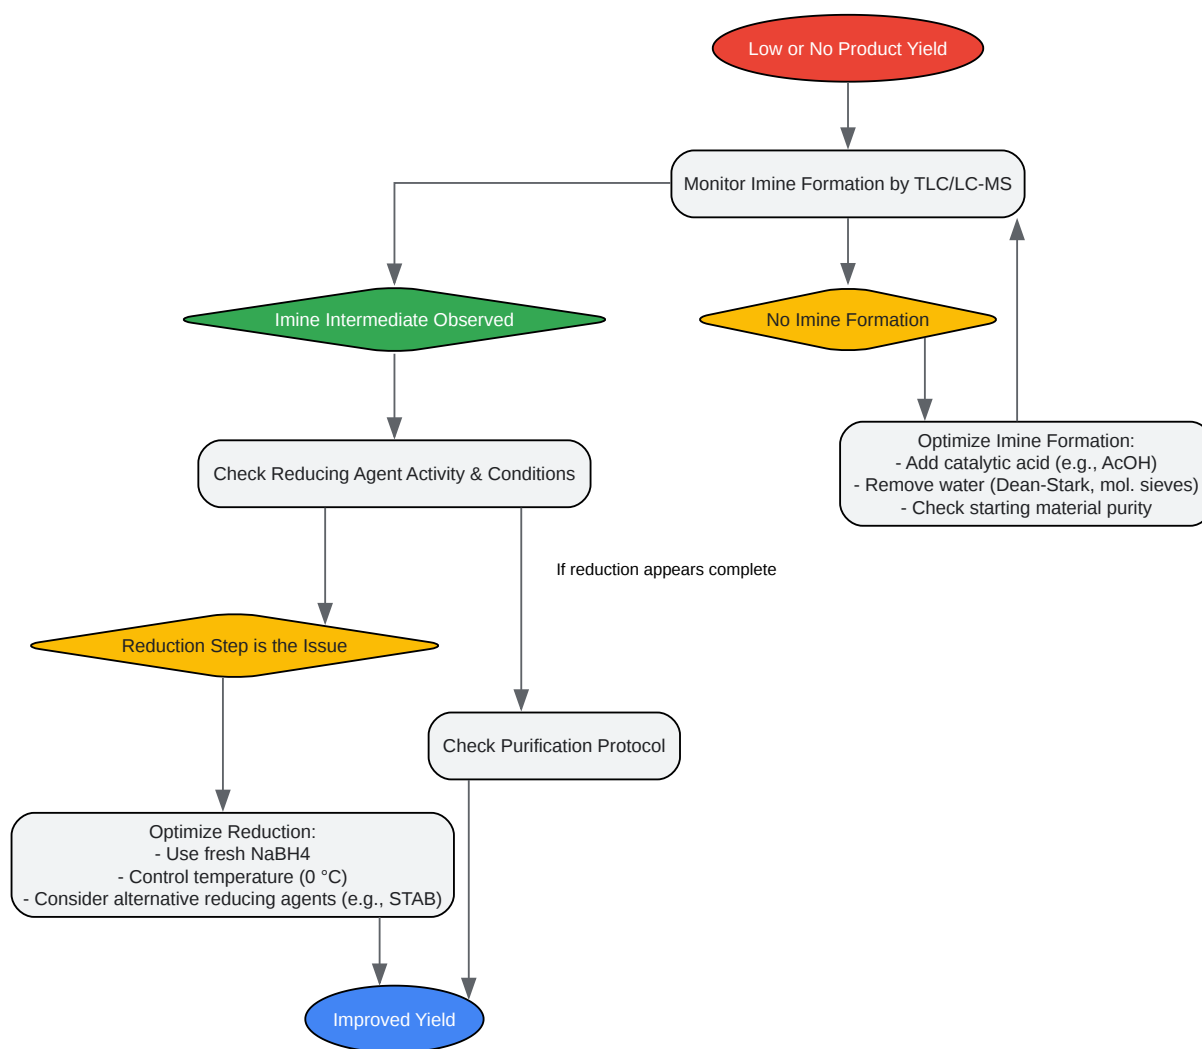 Low or No Product Yield
Monitor Imine Formation by TLC/LC-MS
Imine Intermediate Observed
No Imine Formation
Optimize Imine Formation:
- Add catalytic acid (e.g., AcOH)
- Remove water (Dean-Stark, mol. sieves)
- Check starting material purity
Check Reducing Agent Activity & Conditions
If reduction appears complete
Reduction Step is the Issue
Check Purification Protocol
Optimize Reduction:
- Use fresh NaBH4
- Control temperature (0 °C)
- Consider alternative reducing agents (e.g., STAB)
Improved Yield